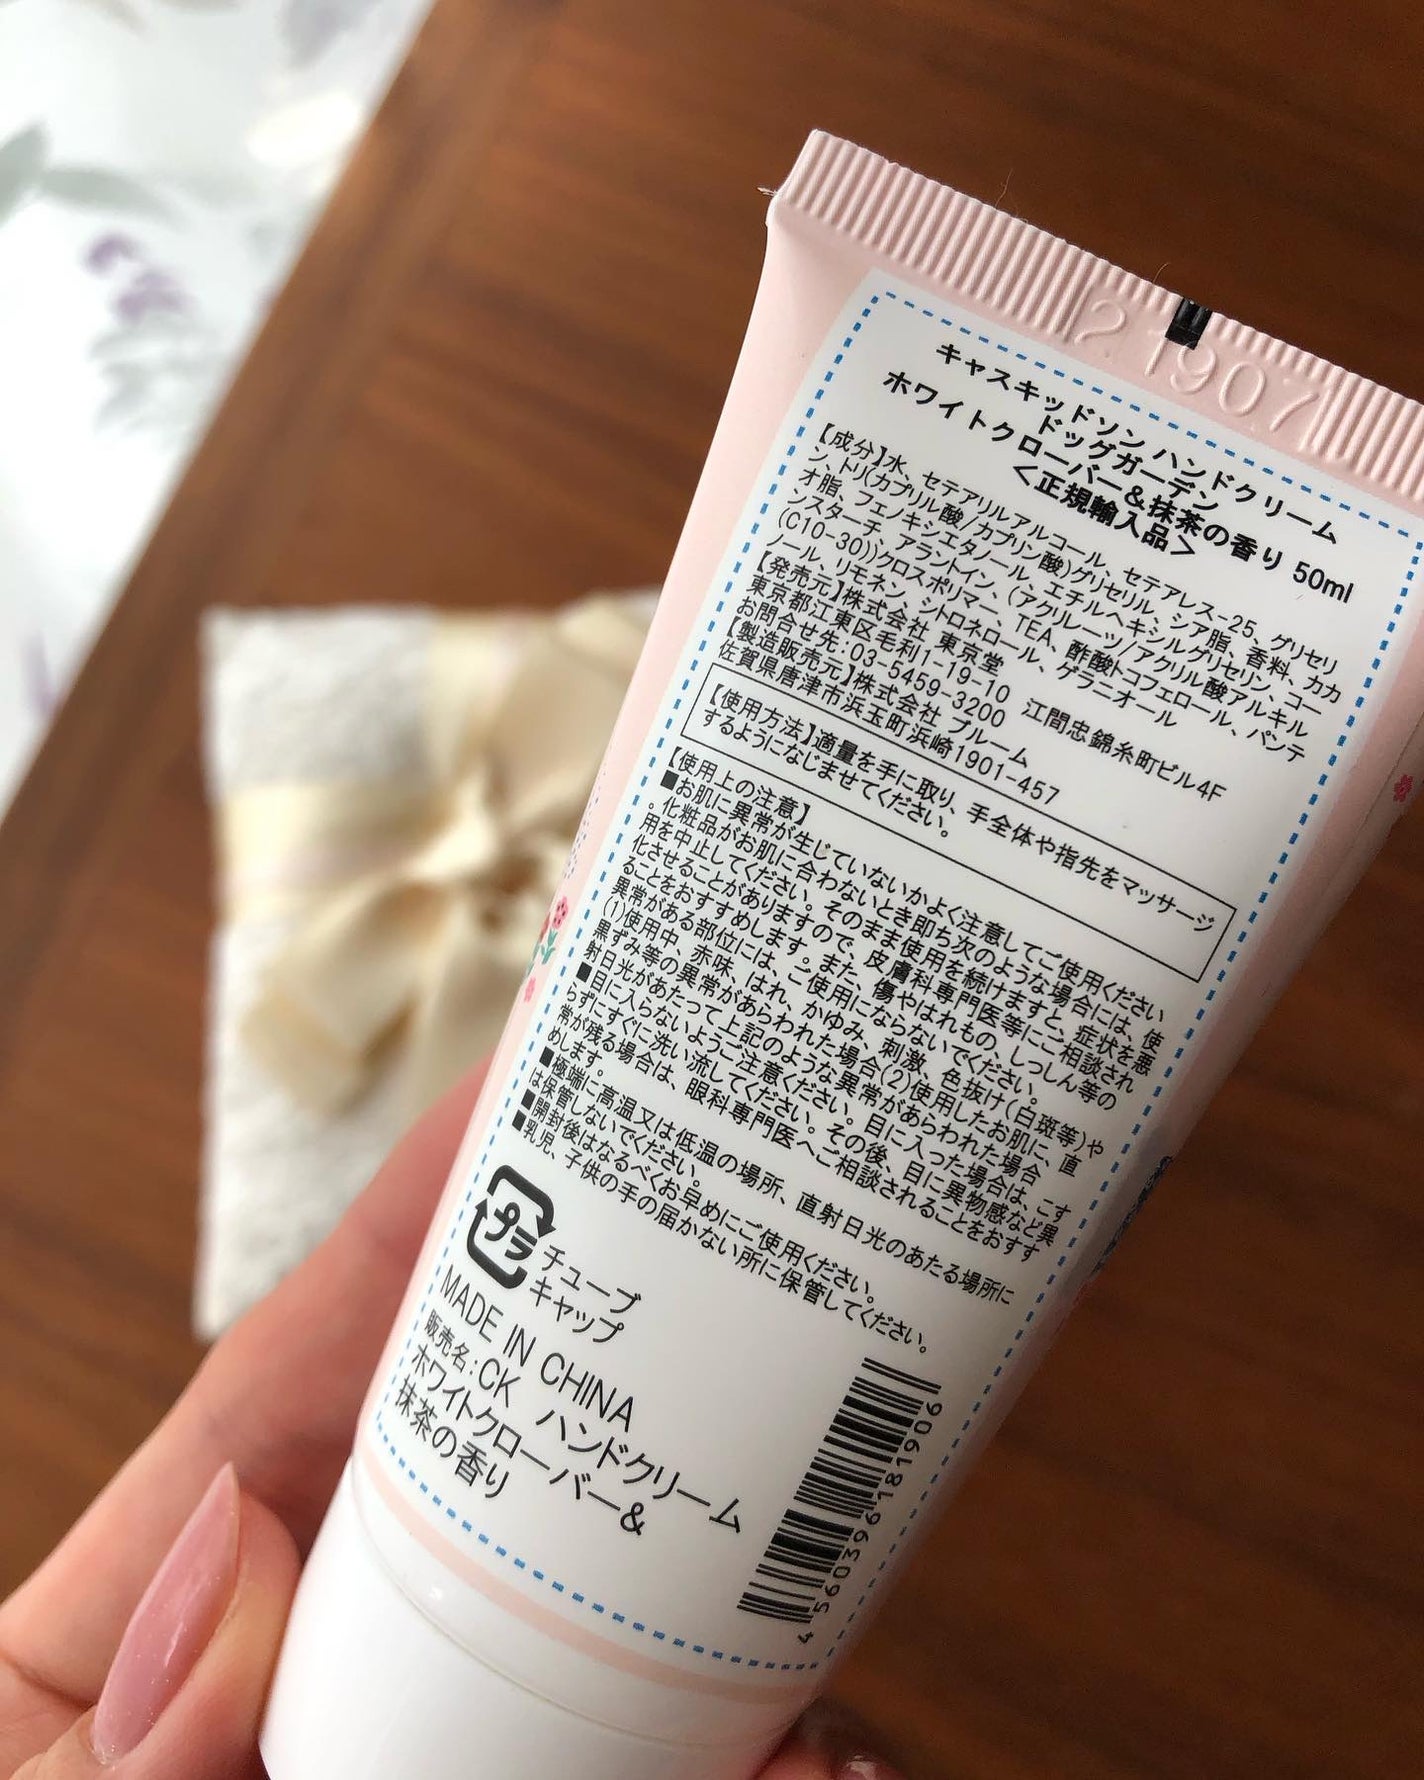 21907
キャスキッドソン ハンドクリーム
ドッグガーデン
ホワイトクローバー&抹茶の香り 50ml
<正規輸入品>
【成分】水、セテアリルアルコール、セテアレス-25、グリセリ
ン、トリ(カプリル酸/カプリン酸)グリセリル、シア脂、香料、カカ
オ脂、フェノキシエタノール、エチルヘキシルグリセリン、コー
ンスターチ、アラントイン、(アクリレーツ/アクリル酸アルキル
(C10-30))クロスポリマー、TEA、酢酸トコフェロール、パンテ
ノール、リモネン、シトロネロール、ゲラニオール
【発売元】株式会社 東京堂
東京都江東区毛利1-19-10 江間忠錦糸町ビル4F
お問合せ先:03-5459-3200
【製造販売元】株式会社 ブルーム
佐賀県唐津市浜玉町浜崎1901-457
【使用方法】適量を手に取り、手全体や指先をマッサージ
するようになじませてください。
【使用上の注意】
■お肌に異常が生じていないかよく注意してご使用ください
。化粧品がお肌に合わないとき即ち次のような場合には、使
用を中止してください。そのまま使用を続けますと、症状を悪
化させることがありますので、皮膚科専門医等にご相談され
ることをおすすめします。また、傷やはれもの、しっしん等の
異常がある部位には、ご使用にならないでください。
(1)使用中、赤味、はれ、かゆみ、刺激、色抜け(白斑等)や
黒ずみ等の異常があらわれた場合(2)使用したお肌に、直
射日光があたって上記のような異常があらわれた場合
■目に入らないようご注意ください。目に入った場合は、こす
らずにすぐに洗い流してください。その後、目に異物感など異
常が残る場合は、眼科専門医へご相談されることをおすす
めします。
■極端に高温又は低温の場所、直射日光のあたる場所に
は保管しないでください。
■開封後はなるべくお早めにご使用ください。
■乳児、子供の手の届かない所に保管してください。
プラ
チューブ
キャップ
MADE IN CHINA
販売名:CK ハンドクリーム
ホワイトクローバー&
抹茶の香り
4 560396 181906